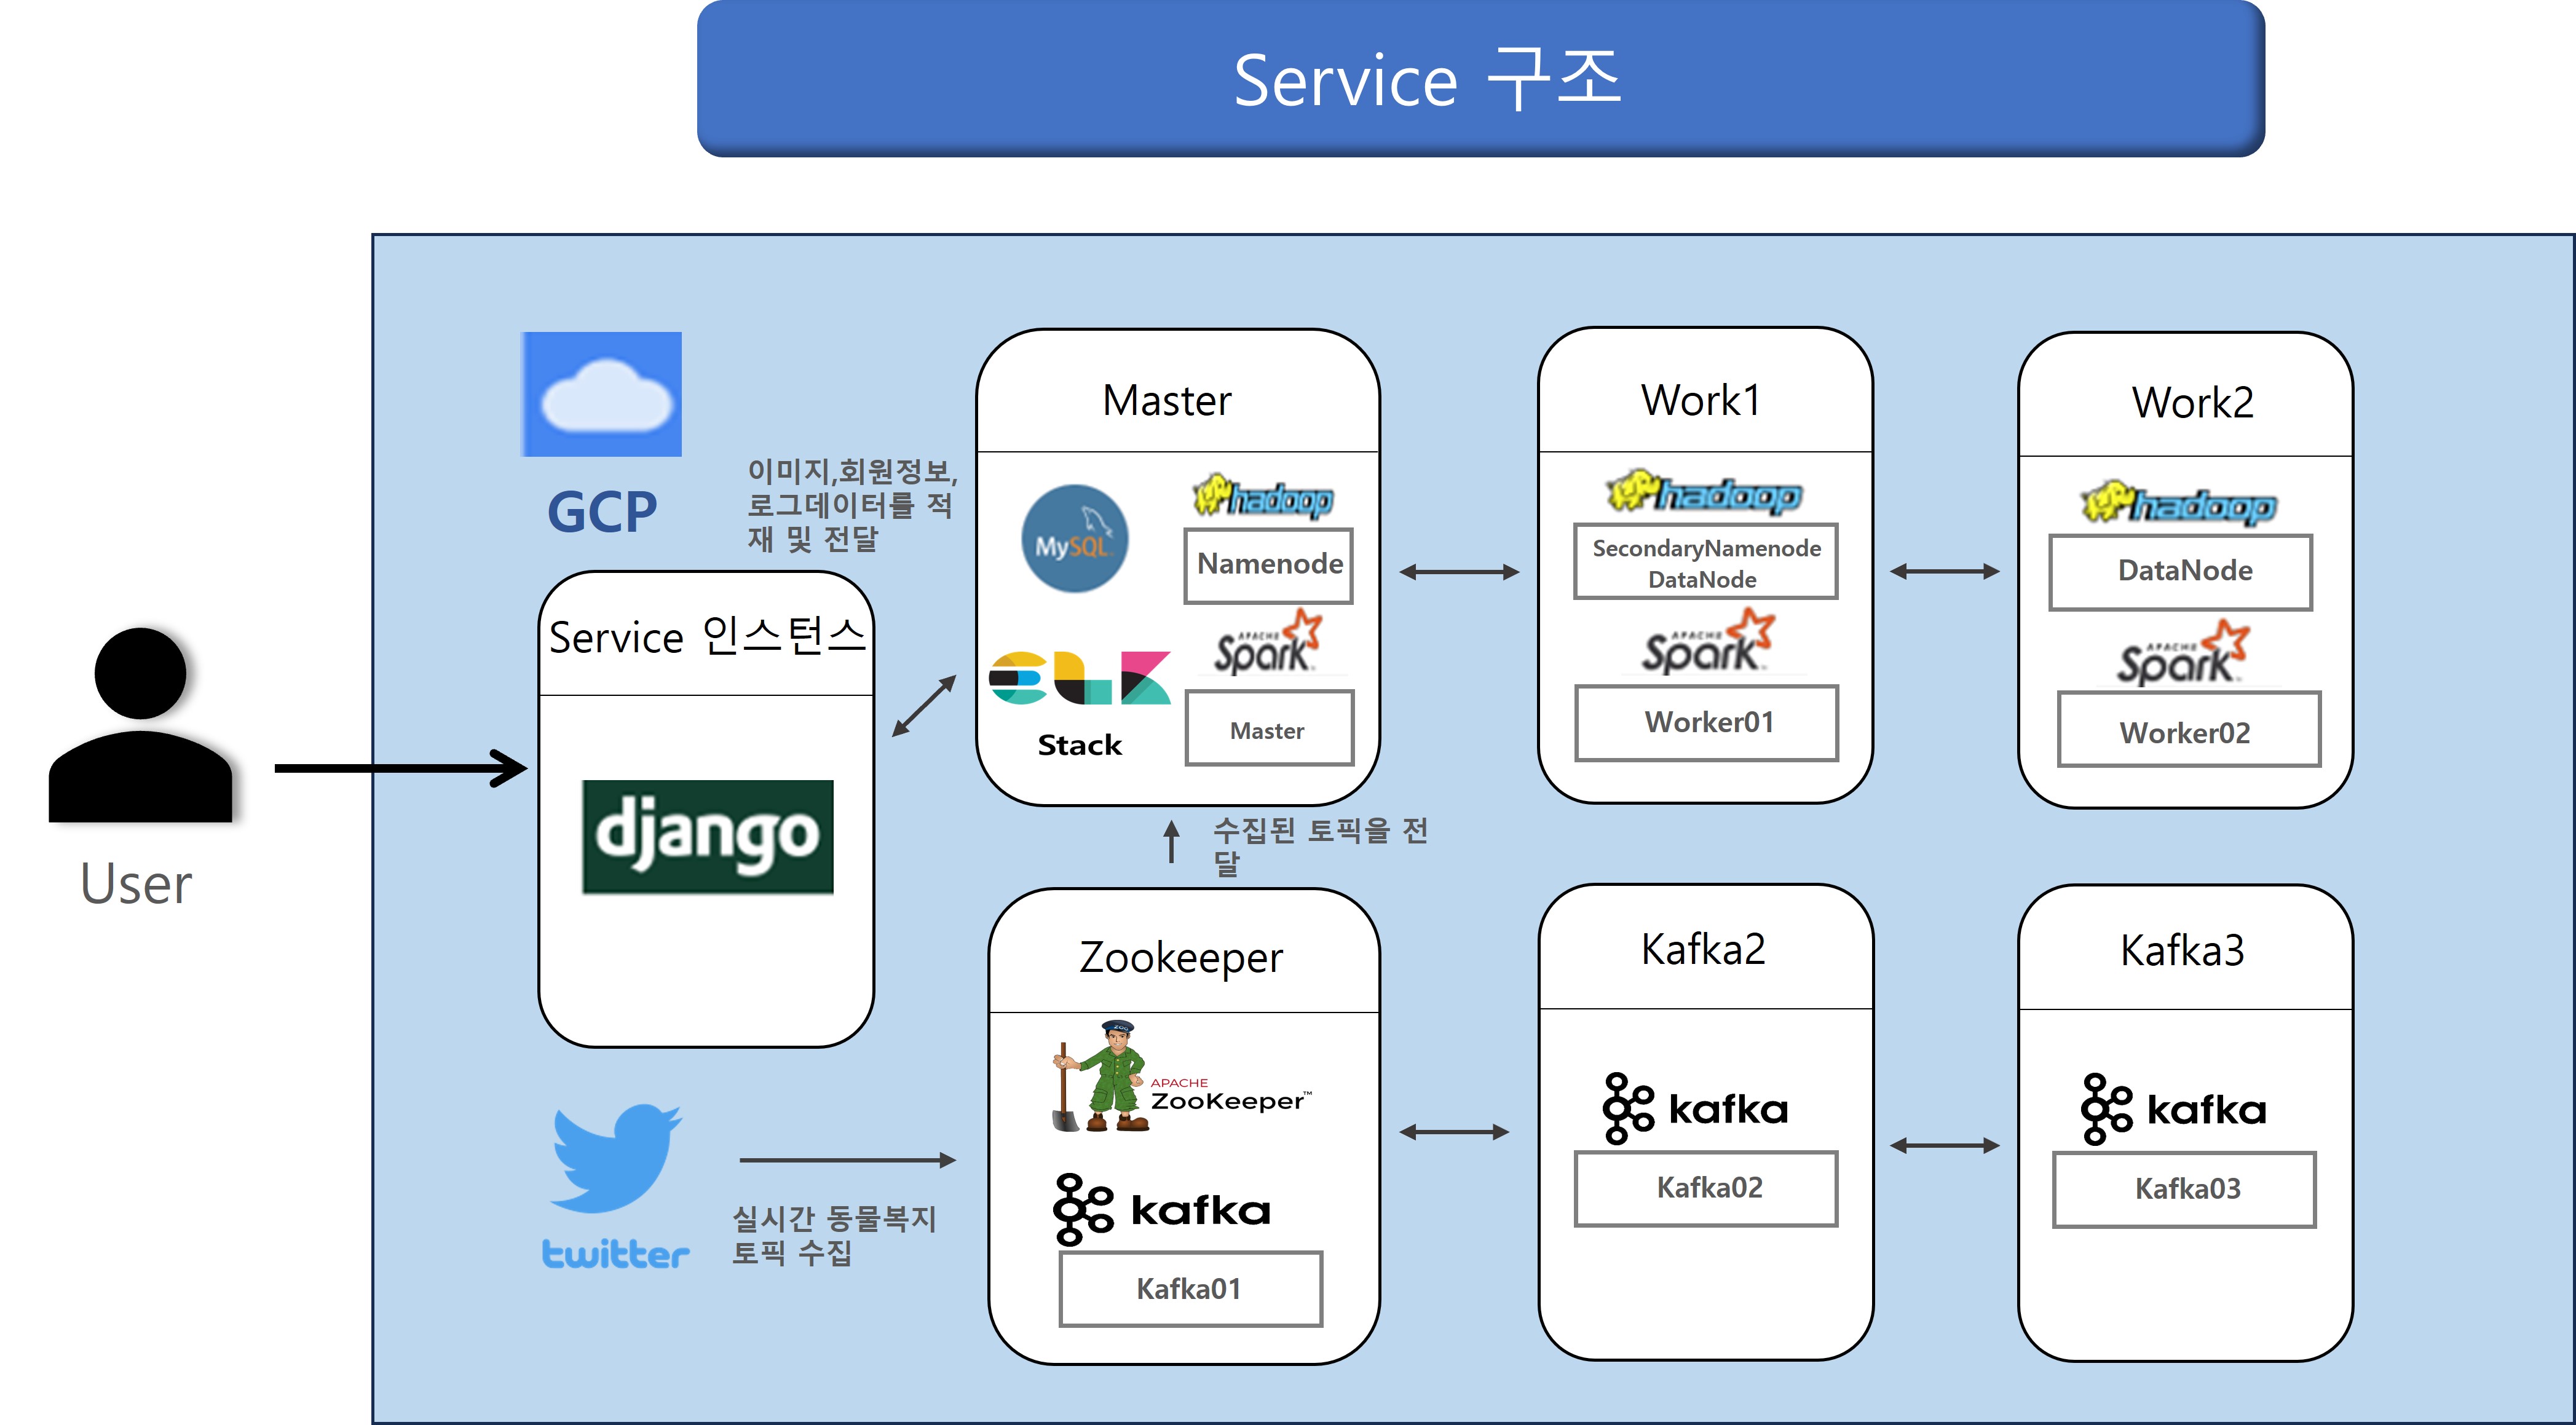 Service 구조
GCP
이미지,회원정보,
로그데이터를 적
재 및 전달
User
Service 인스턴스
django
Master
MySQL
hadoop
Namenode
APACHE
Spark
Master
Stack
Work1
hadoop
SecondaryNamenode
DataNode
APACHE
Spark
Worker01
Work2
hadoop
DataNode
APACHE
Spark
Worker02
수집된 토픽을 전
달
twitter
실시간 동물복지
토픽 수집
Zookeeper
ZOO
APACHE
ZooKeeper™
kafka
Kafka01
Kafka2
kafka
Kafka02
Kafka3
kafka
Kafka03